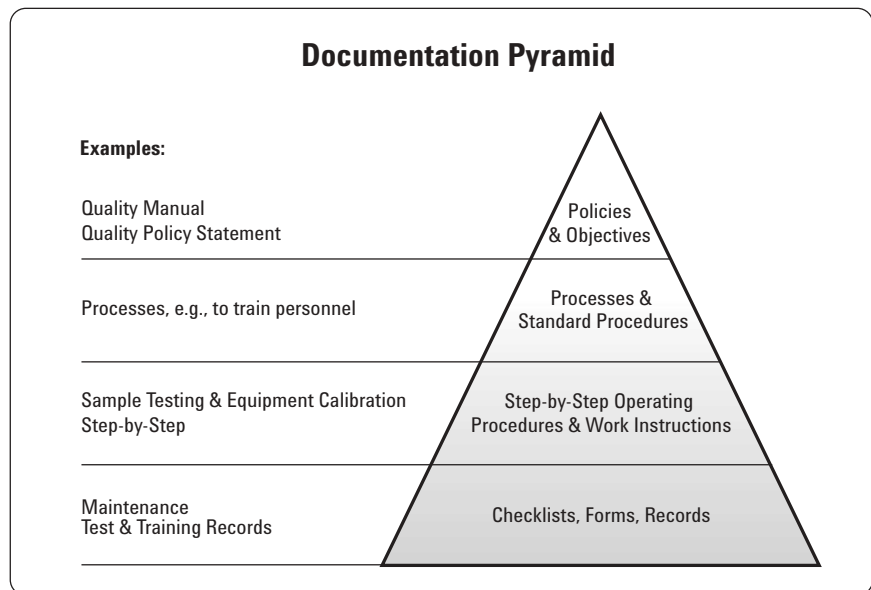 Documentation Pyramid
Examples:
Quality Manual
Quality Policy Statement
Policies
& Objectives
Processes, e.g., to train personnel
Processes &
Standard Procedures
Sample Testing & Equipment Calibration
Step-by-Step
Step-by-Step Operating
Procedures & Work Instructions
Maintenance
Test & Training Records
Checklists, Forms, Records